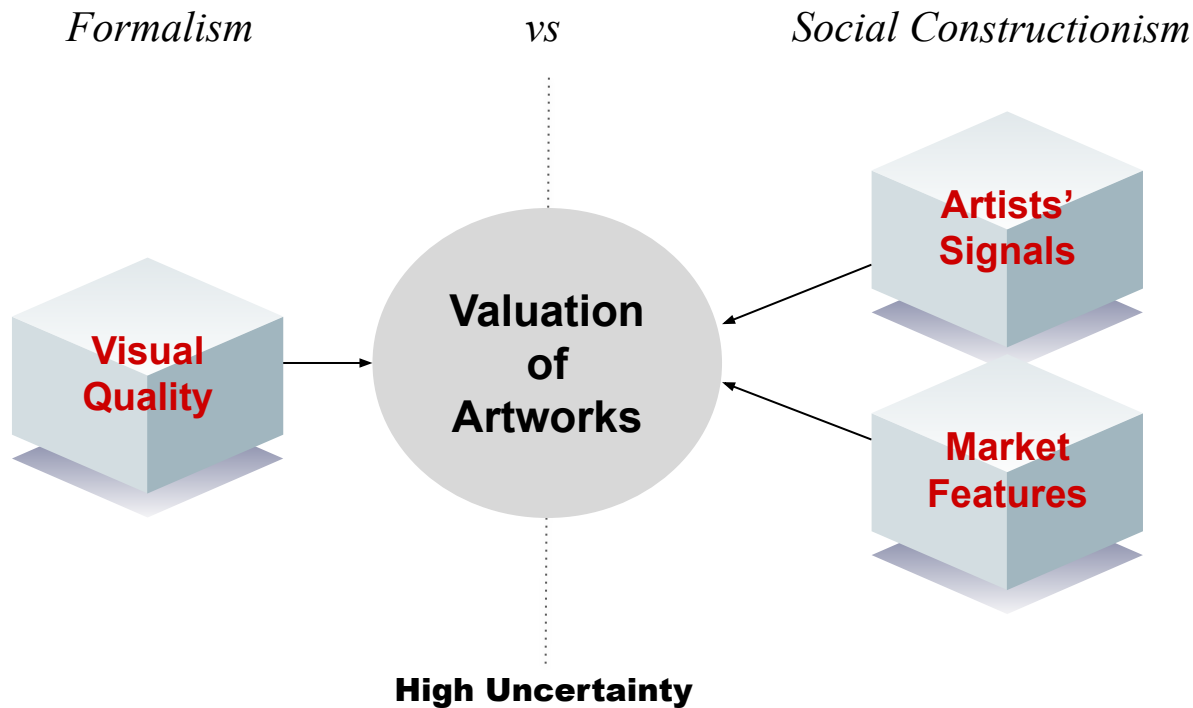 Formalism
vs
Social Constructionism
Visual
Quality
Valuation
of
Artworks
Artists’
Signals
Market
Features
High Uncertainty